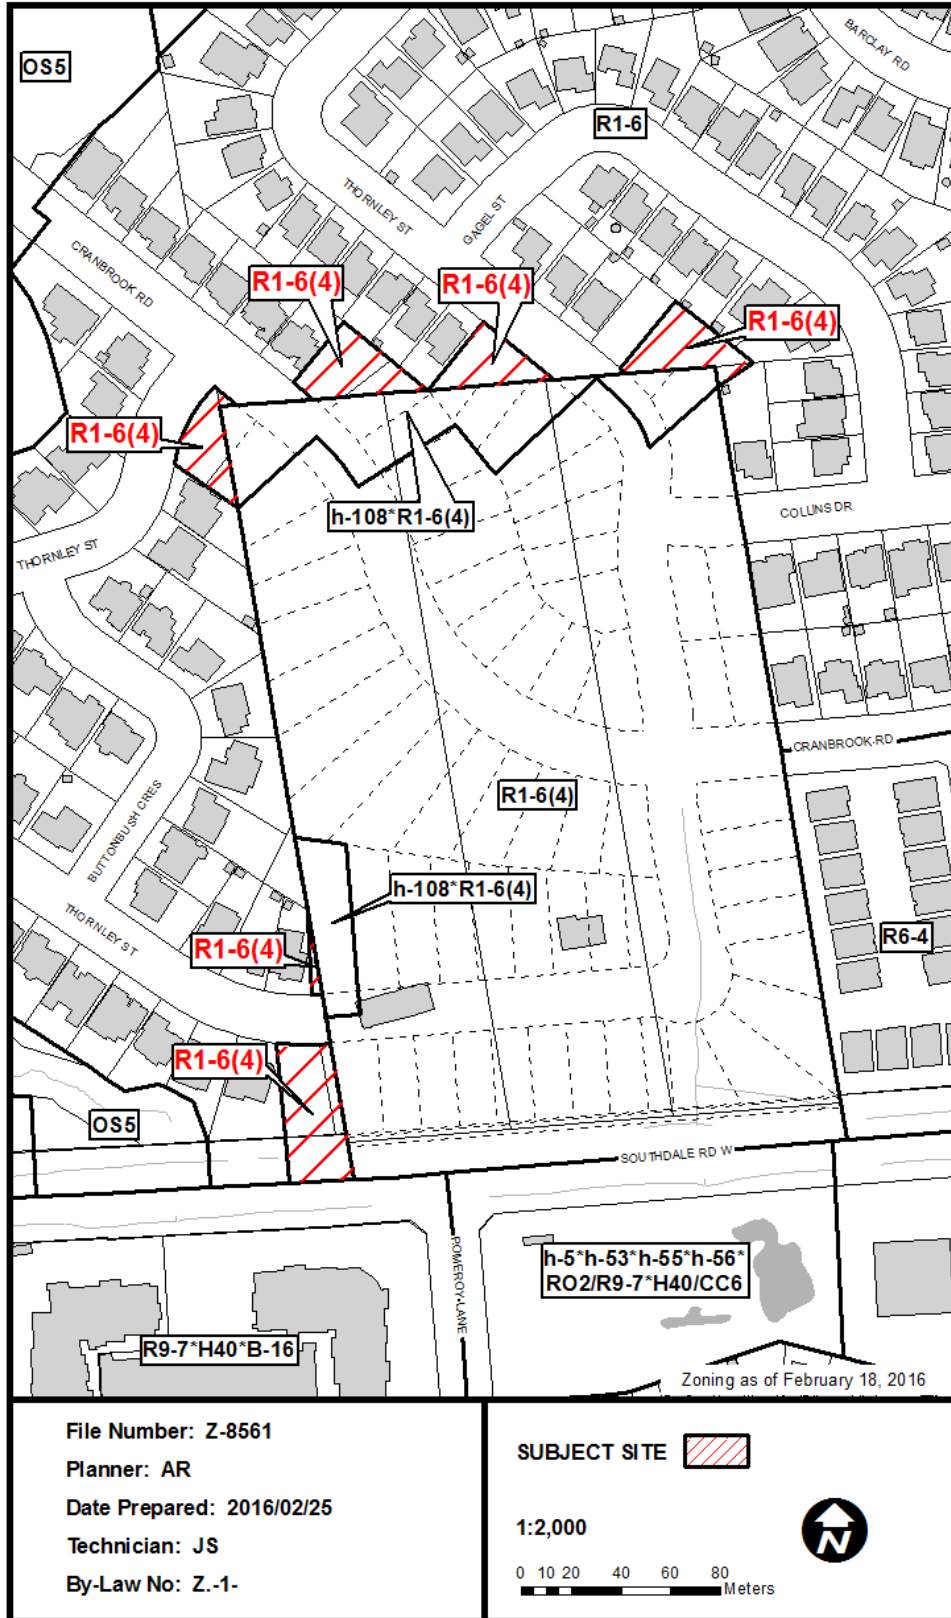 OS5
BARCLAY RD
R1-6
THORNLEY ST
GAGEL ST
CRANBROOK RD
R1-6(4)
R1-6(4)
R1-6(4)
R1-6(4)
h-108*R1-6(4)
COLLINS DR
THORNLEY ST
CRANBROOK RD
R1-6(4)
BUTTONBUSH CRES
h-108*R1-6(4)
THORNLEY ST
R1-6(4)
R6-4
R1-6(4)
OS5
SOUTHDALE RD W
POMEROY LANE
h-5*h-53*h-55*h-56*
RO2/R9-7*H40/CC6
R9-7*H40*B-16
Zoning as of February 18, 2016
File Number: Z-8561
Planner: AR
Date Prepared: 2016/02/25
Technician: JS
By-Law No: Z.-1-
SUBJECT SITE
1:2,000
N
0 10 20 40 60 80
Meters